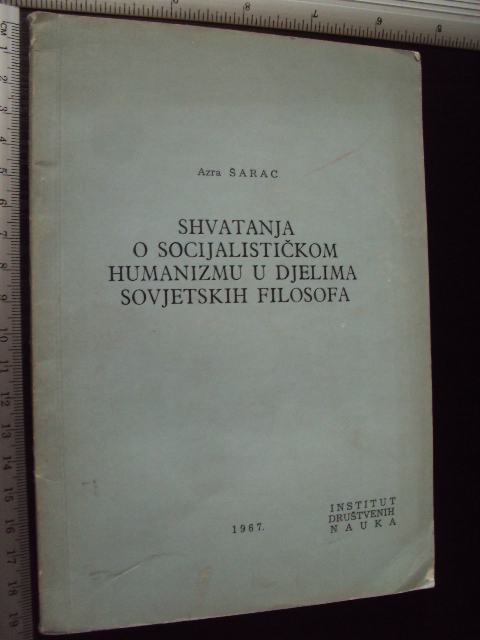 Azra ŠARAC
SHVATANJA
O SOCIJALISTIČKOM
HUMANIZMU U DJELIMA
SOVJETSKIH FILOSOFA
1967.
INSTITUT
DRUŠTVENIH
NAUKA